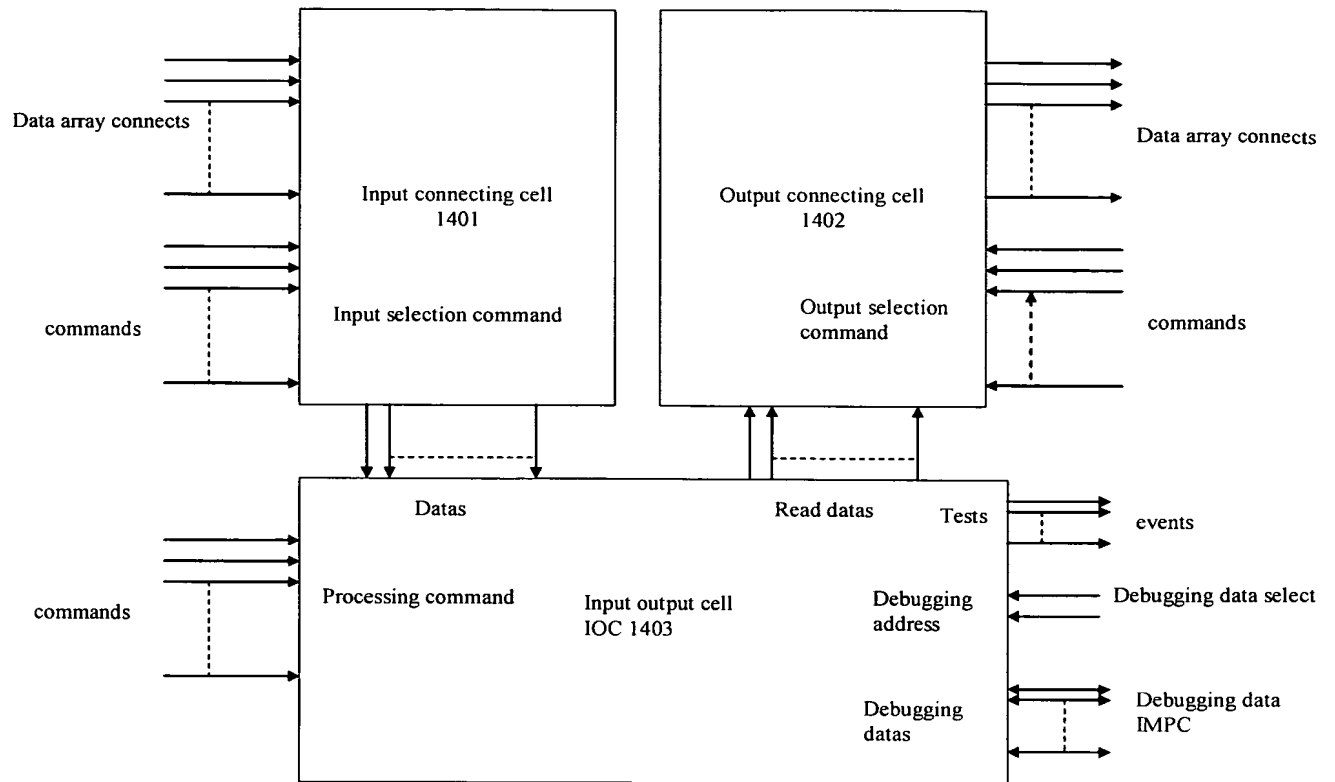 Data array connects
Input connecting cell
1401
Output connecting cell
1402
Data array connects
commands
Input selection command
Output selection
command
commands
Datas
Read datas
Tests
events
commands
Processing command
Input output cell
IOC 1403
Debugging
address
Debugging data select
Debugging
datas
Debugging data
IMPC